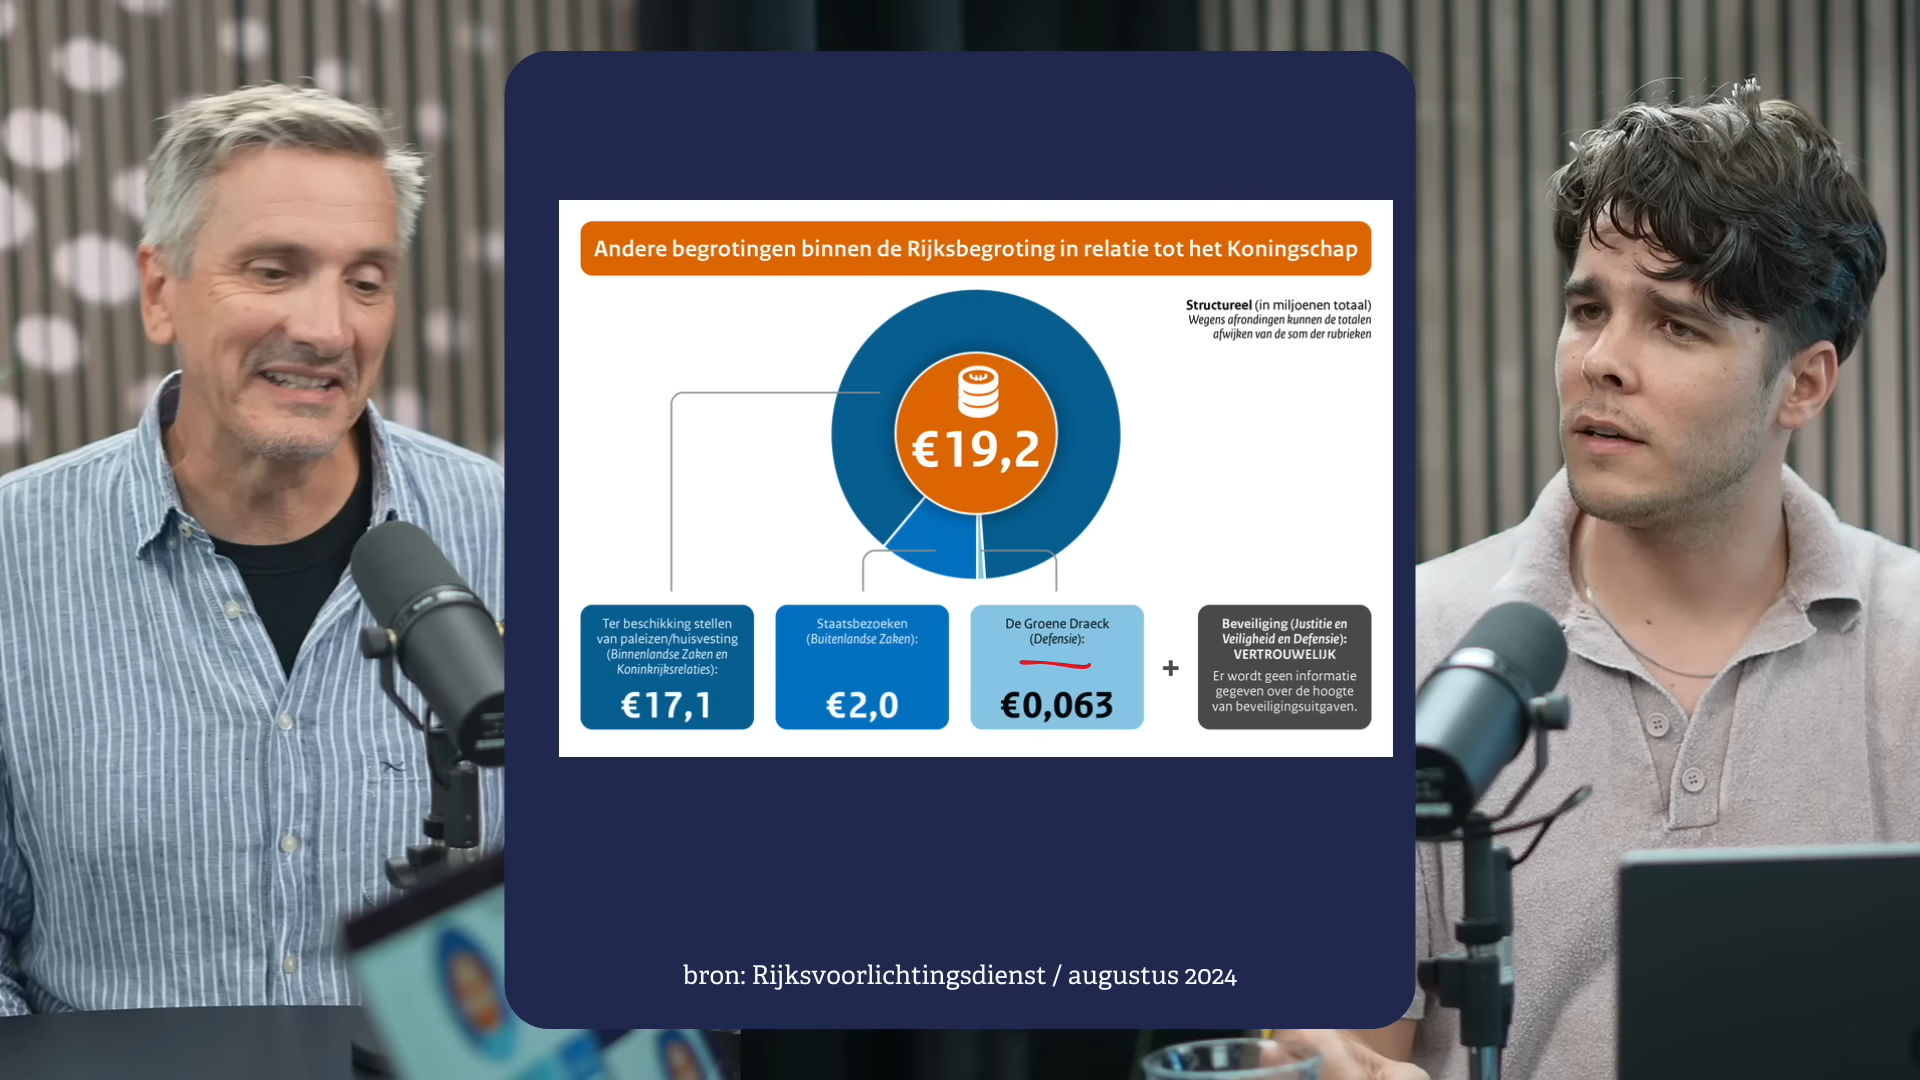 Andere begrotingen binnen de Rijksbegroting in relatie tot het Koningschap
Structureel (in miljoenen totaal)
Wegens afrondingen kunnen de totalen
afwijken van de som der rubrieken
€19,2
Ter beschikking stellen
van paleizen/huisvesting
(Binnenlandse Zaken en
Koninkrijksrelaties):
€17,1
Staatsbezoeken
(Buitenlandse Zaken):
€2,0
De Groene Draeck
(Defensie):
€0,063
+
Beveiliging (Justitie en
Veiligheid en Defensie):
VERTROUWELIJK
Er wordt geen informatie
gegeven over de hoogte
van beveiligingsuitgaven.
bron: Rijksvoorlichtingsdienst / augustus 2024